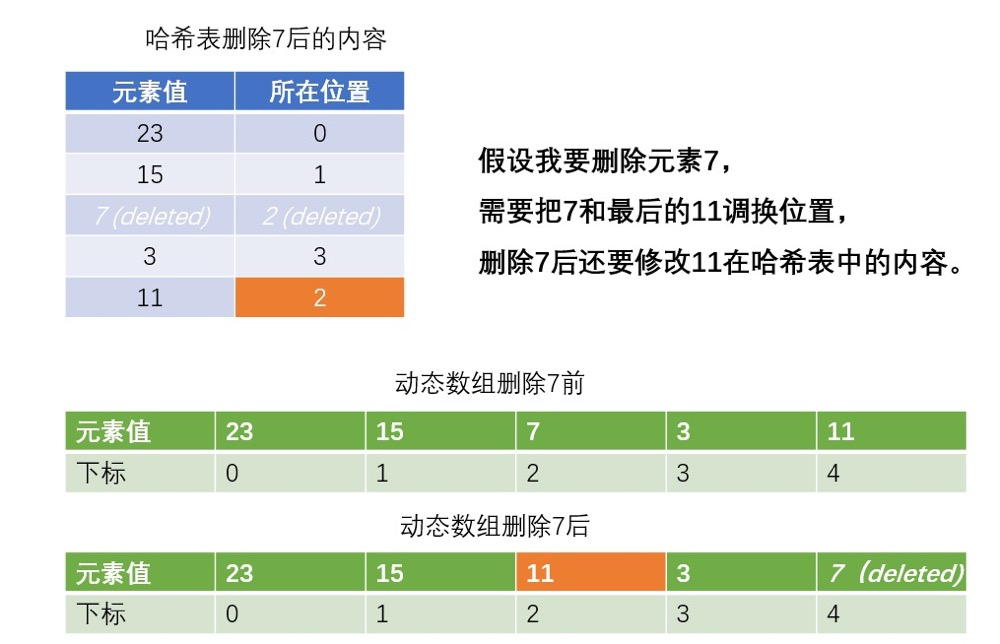 哈希表删除7后的内容
元素值 所在位置
23 0
15 1
7 (deleted) 2 (deleted)
3 3
11 2
假设我要删除元素7，
需要把7和最后的11调换位置，
删除7后还要修改11在哈希表中的内容。
动态数组删除7前
元素值 23 15 7 3 11
下标 0 1 2 3 4
动态数组删除7后
元素值 23 15 11 3 7（deleted)
下标 0 1 2 3 4